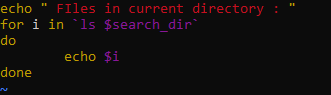 echo " FIles in current directory : "
for i in `ls $search_dir`
do
        echo $i
done
~